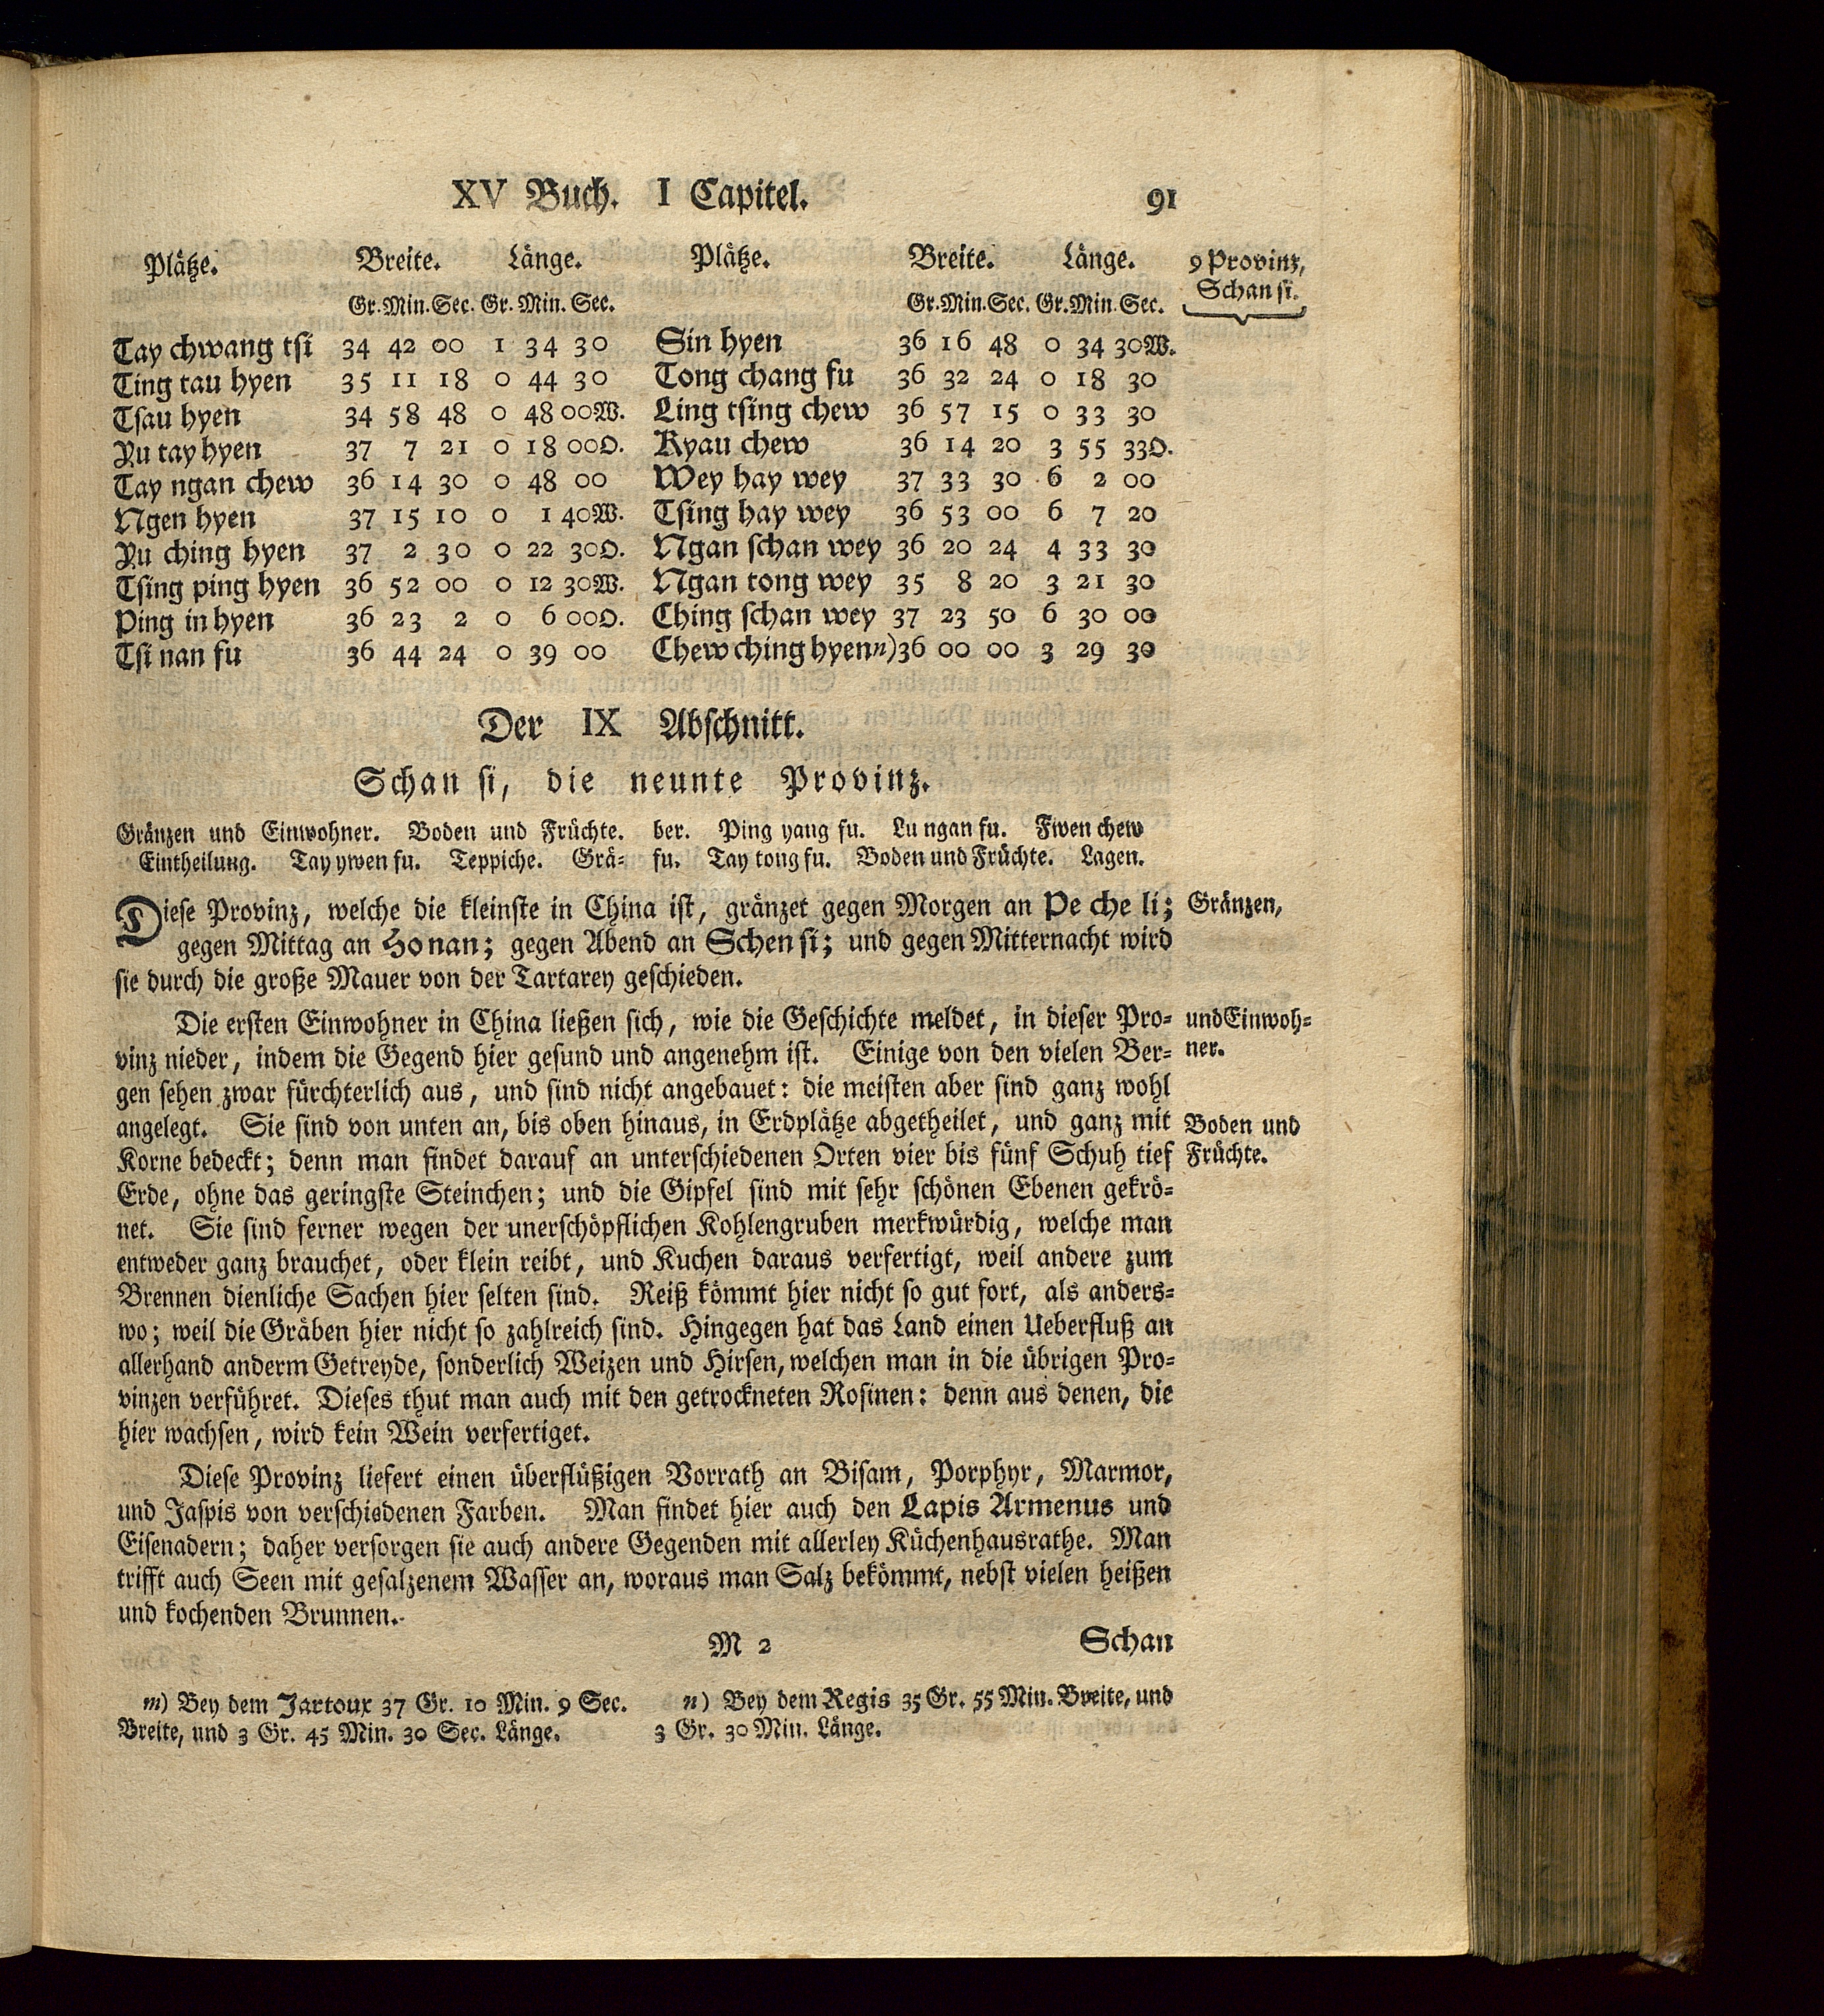 XV Buch. I Capitel. 91
9 Provinz,
Schan si.
Plätze. Breite. Länge.
Gr. Min. Sec. Gr. Min. Sec.
Tay chwang tsi 34 42 00 1 34 30
Ting tau hyen 35 11 18 0 44 30
Tsau hyen 34 58 48 0 48 00 W.
Yu tay hyen 37 7 21 0 18 00 O.
Tay ngan chew 36 14 30 0 48 00
Ngen hyen 37 15 10 0 1 40 W.
Yu ching hyen 37 2 30 0 22 30 O.
Tsing ping hyen 36 52 00 0 12 30 W.
Ping in hyen 36 23 2 0 6 00 O.
Tsi nan fu 36 44 24 0 39 00
Plätze. Breite. Länge.
Gr. Min. Sec. Gr. Min. Sec.
Sin hyen 36 16 48 0 34 30 W.
Tong chang fu 36 32 24 0 18 30
Ling tsing chew 36 57 15 0 33 30
Kyau chew 36 14 20 3 55 33 O.
Wey hay wey 37 33 30 6 2 00
Tsing hay wey 36 53 00 6 7 20
Ngan schan wey 36 20 24 4 33 30
Ngan tong wey 35 8 20 3 21 30
Ching schan wey 37 23 50 6 30 00
Chew ching hyen n) 36 00 00 3 29 30
Der IX Abschnitt.
Schan si, die neunte Provinz.
Gränzen und Einwohner. Boden und Früchte.
Eintheilung. Tay ywen fu. Teppiche. Grä-
ber. Ping yang fu. Lu ngan fu. Fwen chew
fu. Tay tong fu. Boden und Früchte. Lagen.
Diese Provinz, welche die kleinste in China ist, gränzet gegen Morgen an Pe che li;
gegen Mittag an Ho nan; gegen Abend an Schen si; und gegen Mitternacht wird
sie durch die große Mauer von der Tartarey geschieden.
Gränzen,
Die ersten Einwohner in China ließen sich, wie die Geschichte meldet, in dieser Pro-
vinz nieder, indem die Gegend hier gesund und angenehm ist. Einige von den vielen Ber-
gen sehen zwar fürchterlich aus, und sind nicht angebauet: die meisten aber sind ganz wohl
angelegt. Sie sind von unten an, bis oben hinaus, in Erdplätze abgetheilet, und ganz mit
Korne bedeckt; denn man findet darauf an unterschiedenen Orten vier bis fünf Schuh tief
Erde, ohne das geringste Steinchen; und die Gipfel sind mit sehr schönen Ebenen gekrö-
net. Sie sind ferner wegen der unerschöpflichen Kohlengruben merkwürdig, welche man
entweder ganz brauchet, oder klein reibt, und Kuchen daraus verfertigt, weil andere zum
Brennen dienliche Sachen hier selten sind. Reiß kömmt hier nicht so gut fort, als anders-
wo; weil die Gräben hier nicht so zahlreich sind. Hingegen hat das Land einen Ueberfluß an
allerhand anderm Getreyde, sonderlich Weizen und Hirsen, welchen man in die übrigen Pro-
vinzen verführet. Dieses thut man auch mit den getrockneten Rosinen: denn aus denen, die
hier wachsen, wird kein Wein verfertiget.
und Einwoh-
ner.
Boden und
Früchte.
Diese Provinz liefert einen überflüßigen Vorrath an Bisam, Porphyr, Marmor,
und Jaspis von verschiedenen Farben. Man findet hier auch den Lapis Armenus und
Eisenadern; daher versorgen sie auch andere Gegenden mit allerley Küchenhausrathe. Man
trifft auch Seen mit gesalzenem Wasser an, woraus man Salz bekömmt, nebst vielen heißen
und kochenden Brunnen.
M 2 Schan
m) Bey dem Jartoux 37 Gr. 10 Min. 9 Sec.
Breite, und 3 Gr. 45 Min. 30 Sec. Länge.
n) Bey dem Regis 35 Gr. 55 Min. Breite, und
3 Gr. 30 Min. Länge.